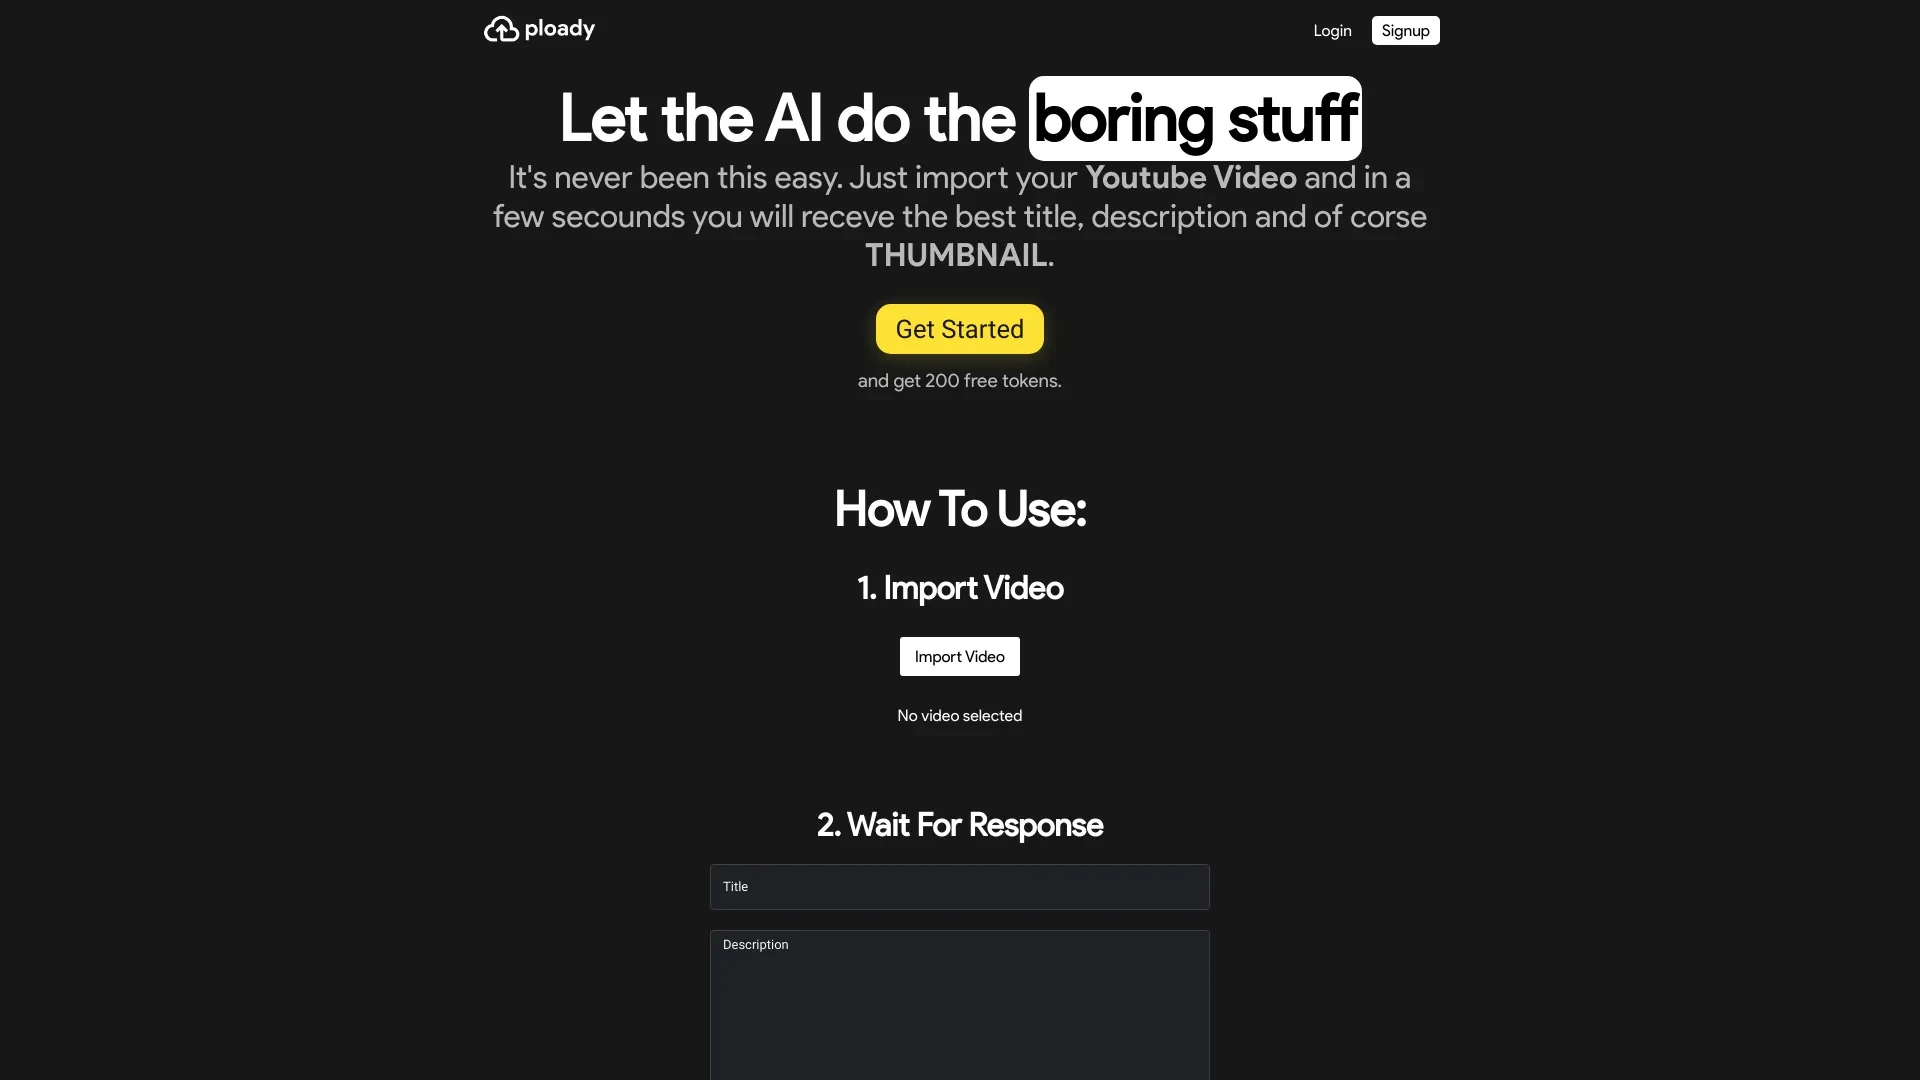 ploady
Login
Signup
Let the AI do the boring stuff
It's never been this easy. Just import your Youtube Video and in a
few secounds you will receve the best title, description and of corse
THUMBNAIL.
Get Started
and get 200 free tokens.
How To Use:
1. Import Video
Import Video
No video selected
2. Wait For Response
Title
Description